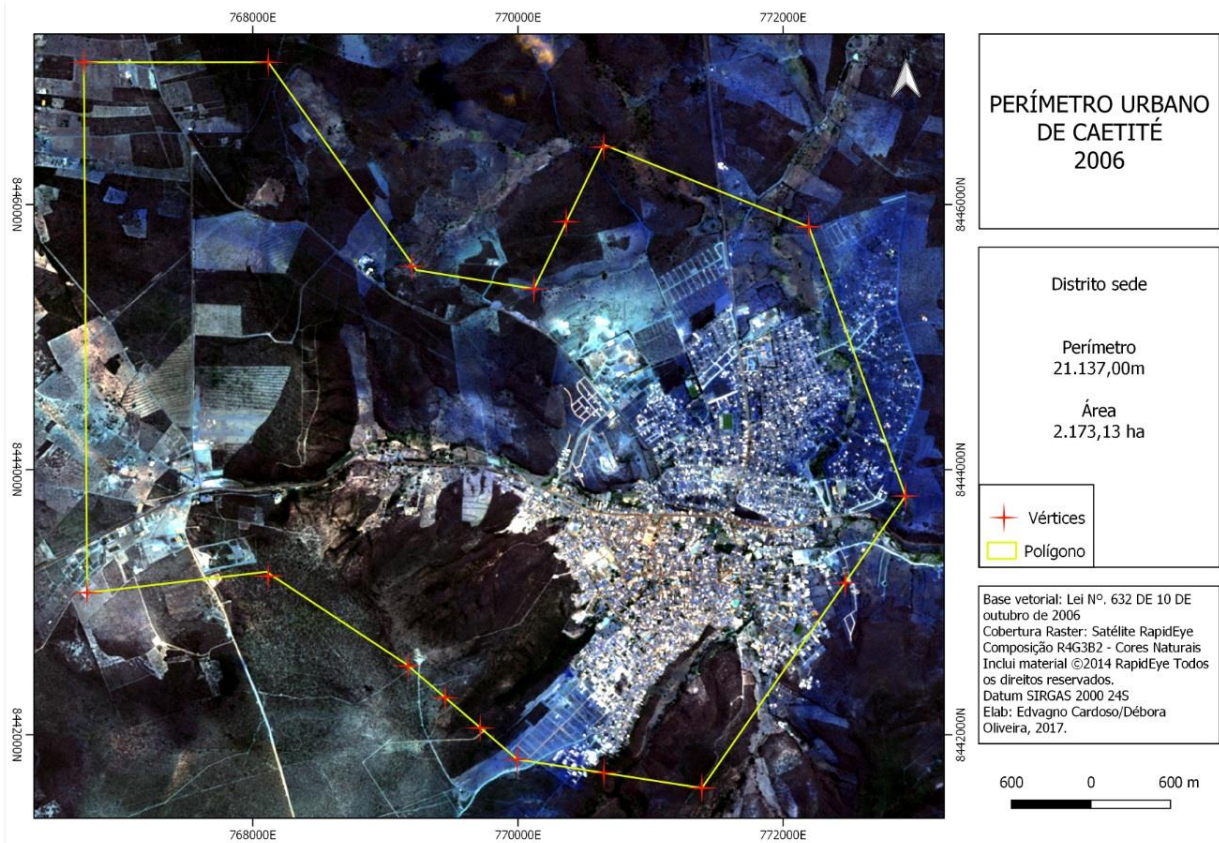 768000E
770000E
772000E
8446000N
8444000N
8442000N
8446000N
8444000N
8442000N
768000E
770000E
772000E
PERÍMETRO URBANO
DE CAETITÉ
2006
Distrito sede
Perímetro
21.137,00m
Área
2.173,13 ha
Vértices
Polígono
Base vetorial: Lei Nº. 632 DE 10 DE
outubro de 2006
Cobertura Raster: Satélite RapidEye
Composição R4G3B2 - Cores Naturais
Inclui material ©2014 RapidEye Todos
os direitos reservados.
Datum SIRGAS 2000 24S
Elab: Edvagno Cardoso/Débora
Oliveira, 2017.
600 0 600 m